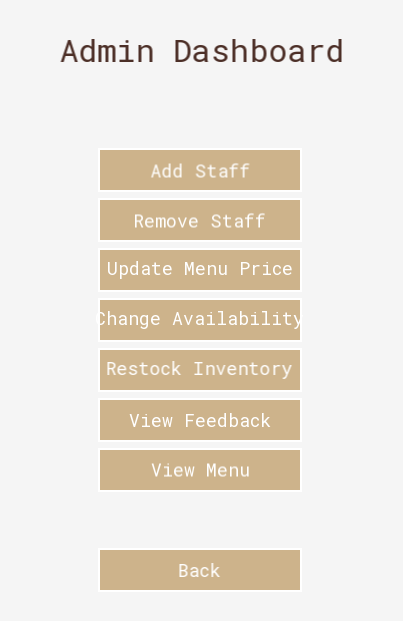 Admin Dashboard
Add Staff
Remove Staff
Update Menu Price
Change Availability
Restock Inventory
View Feedback
View Menu
Back